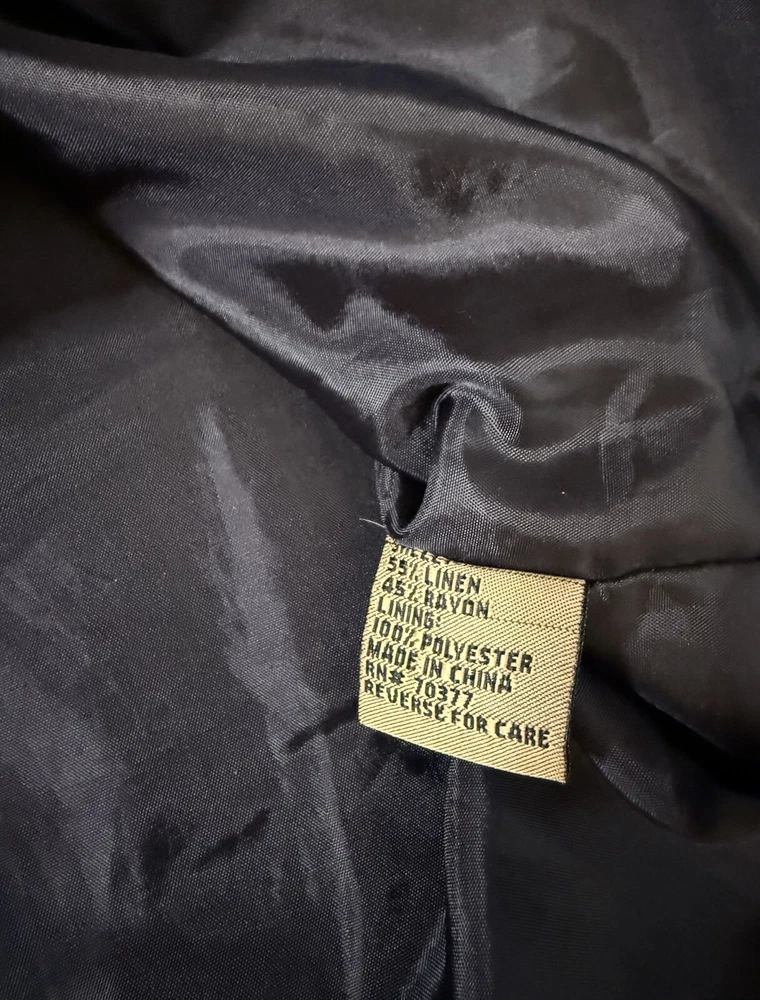 55% LINEN
45% RAYON
LINING:
100% POLYESTER
MADE IN CHINA
RN# 70377
REVERSE FOR CARE